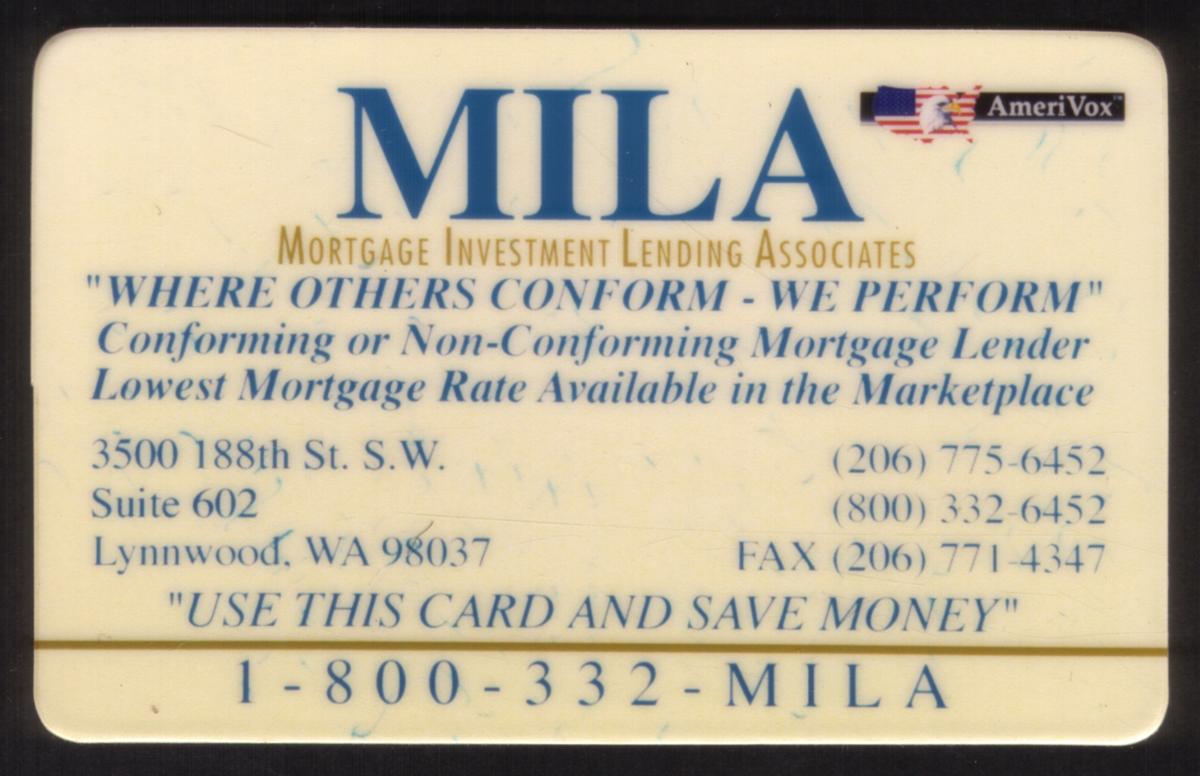 MILA
AmeriVox™
MORTGAGE INVESTMENT LENDING ASSOCIATES
"WHERE OTHERS CONFORM - WE PERFORM"
Conforming or Non-Conforming Mortgage Lender
Lowest Mortgage Rate Available in the Marketplace
3500 188th St. S.W.
(206) 775-6452
Suite 602
(800) 332-6452
Lynnwood, WA 98037
FAX (206) 771-4347
"USE THIS CARD AND SAVE MONEY"
1-800-332-MILA